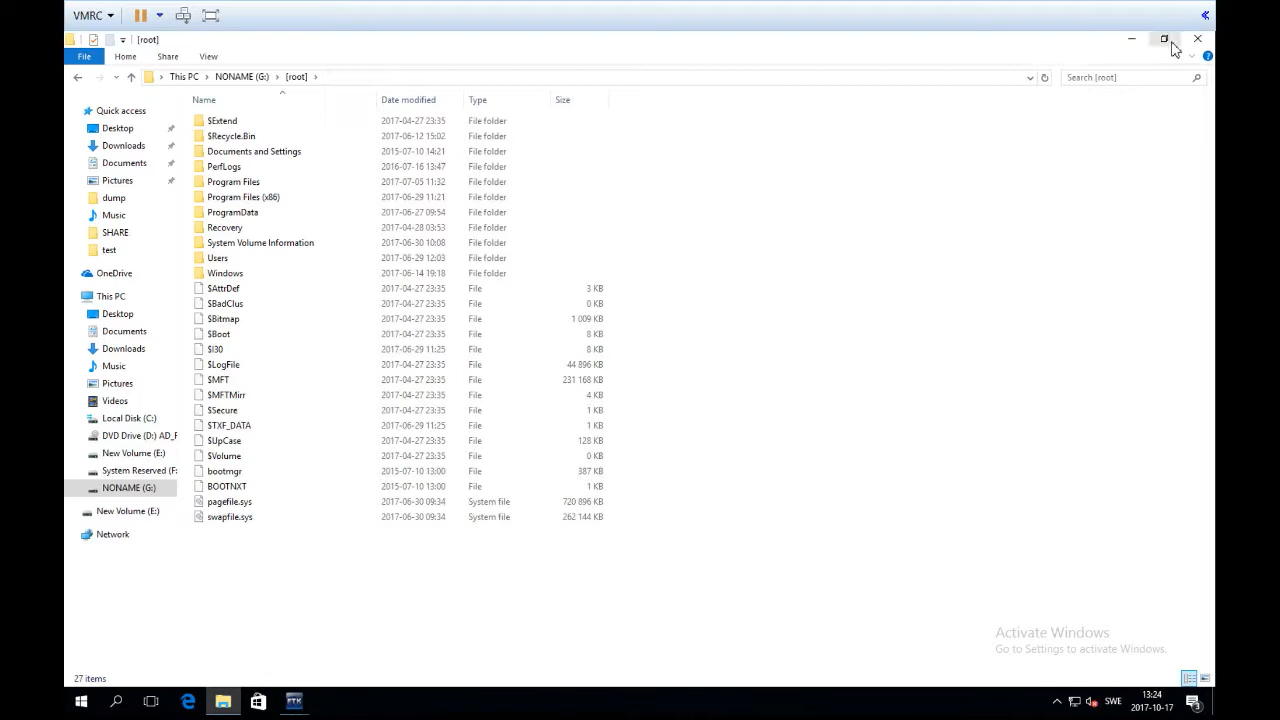 VMRC
[root]
File Home Share View
This PC NONAME (G:) [root] Search [root]
Name Date modified Type Size
Quick access
Desktop
Downloads
Documents
Pictures
dump
Music
SHARE
test
OneDrive
This PC
Desktop
Documents
Downloads
Music
Pictures
Videos
Local Disk (C:)
DVD Drive (D:) AD_F
New Volume (E:)
System Reserved (F:
NONAME (G:)
New Volume (E:)
Network
$Extend 2017-04-27 23:35 File folder
$Recycle.Bin 2017-06-12 15:02 File folder
Documents and Settings 2015-07-10 14:21 File folder
PerfLogs 2016-07-16 13:47 File folder
Program Files 2017-07-05 11:32 File folder
Program Files (x86) 2017-06-29 11:21 File folder
ProgramData 2017-06-27 09:54 File folder
Recovery 2017-04-28 03:53 File folder
System Volume Information 2017-06-30 10:08 File folder
Users 2017-06-29 12:03 File folder
Windows 2017-06-14 19:18 File folder
$AttrDef 2017-04-27 23:35 File 3 KB
$BadClus 2017-04-27 23:35 File 0 KB
$Bitmap 2017-04-27 23:35 File 1 009 KB
$Boot 2017-04-27 23:35 File 8 KB
$I30 2017-06-29 11:25 File 8 KB
$LogFile 2017-04-27 23:35 File 44 896 KB
$MFT 2017-04-27 23:35 File 231 168 KB
$MFTMirr 2017-04-27 23:35 File 4 KB
$Secure 2017-04-27 23:35 File 1 KB
$TXF_DATA 2017-06-29 11:25 File 1 KB
$UpCase 2017-04-27 23:35 File 128 KB
$Volume 2017-04-27 23:35 File 0 KB
bootmgr 2015-07-10 13:00 File 387 KB
BOOTNXT 2015-07-10 13:00 File 1 KB
pagefile.sys 2017-06-30 09:34 System file 720 896 KB
swapfile.sys 2017-06-30 09:34 System file 262 144 KB
Activate Windows
Go to Settings to activate Windows.
27 items
FTK
SWE
13:24
2017-10-17
3